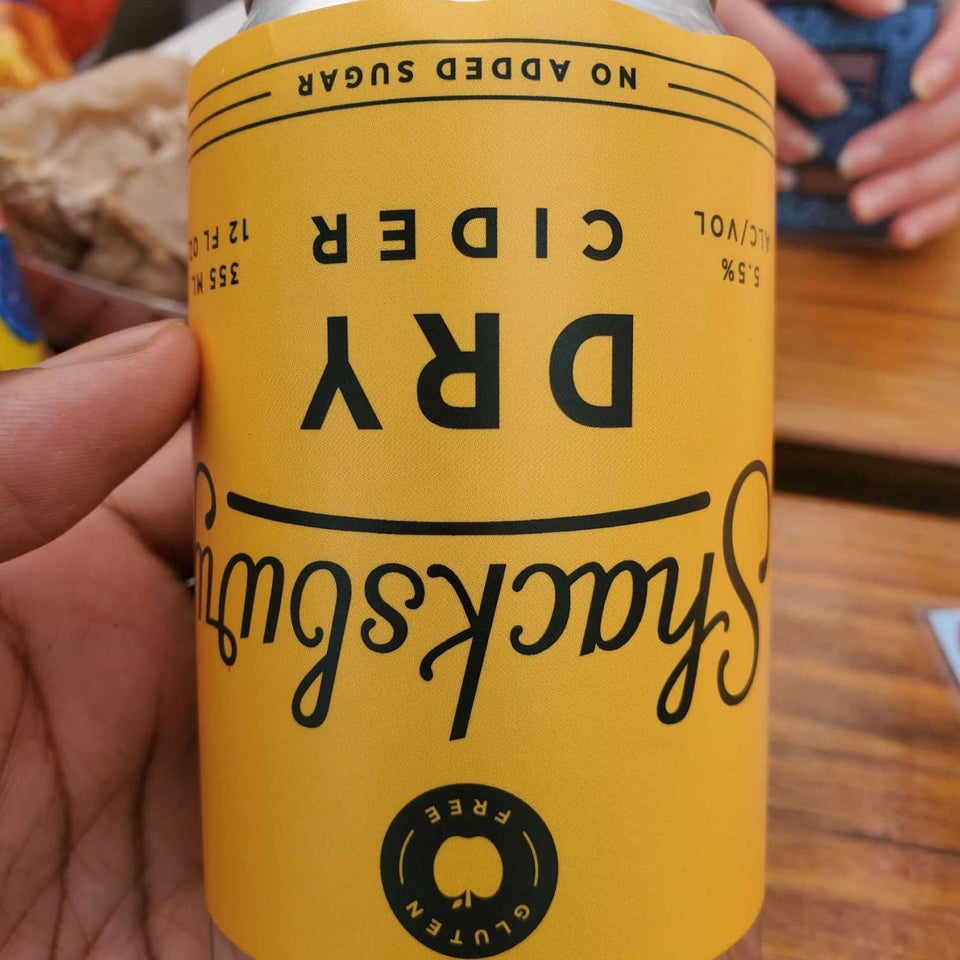 GLUTEN FREE
Shacksbury
DRY
CIDER
5.5%
ALC/VOL
355 ML
12 FL OZ
NO ADDED SUGAR